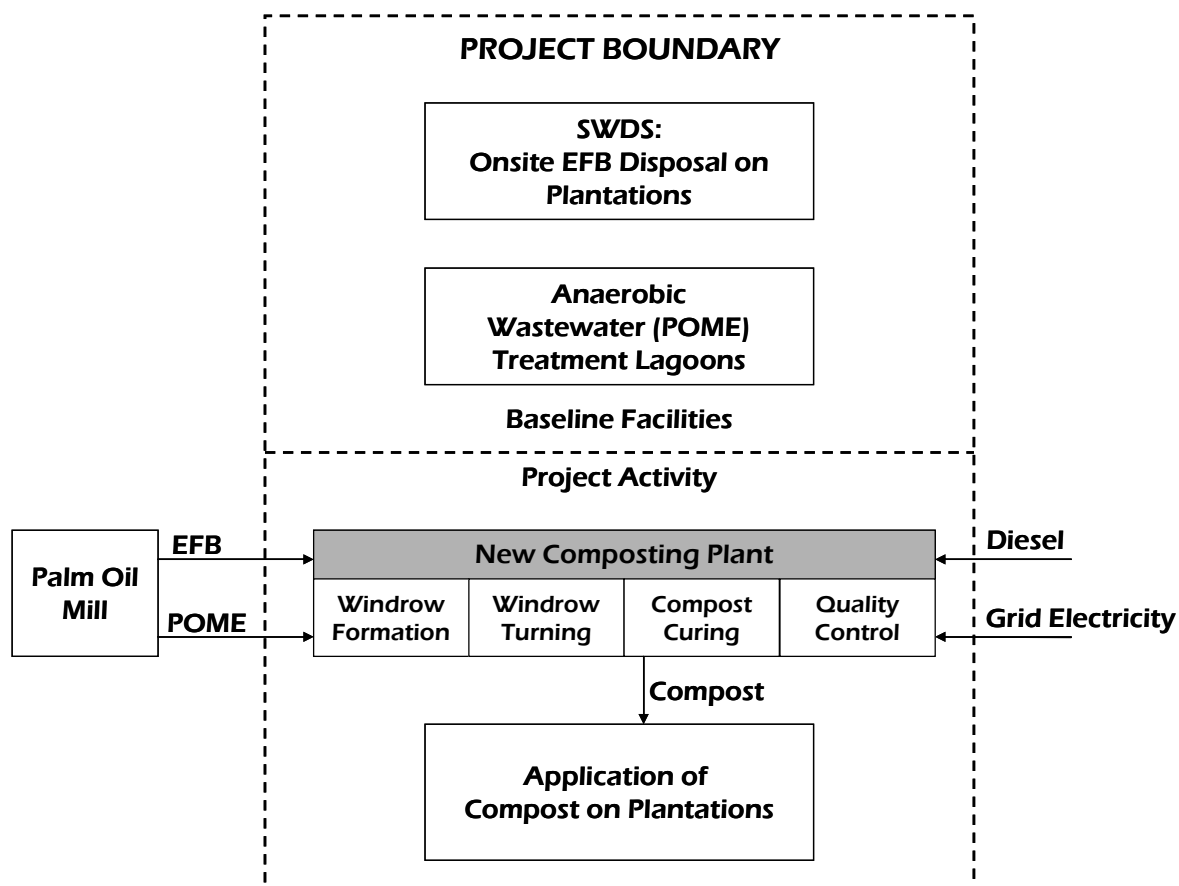 PROJECT BOUNDARY
SWDS:
Onsite EFB Disposal on
Plantations
Anaerobic
Wastewater (POME)
Treatment Lagoons
Baseline Facilities
Project Activity
Palm Oil
Mill
EFB
POME
New Composting Plant
Windrow
Formation
Windrow
Turning
Compost
Curing
Quality
Control
Diesel
Grid Electricity
Compost
Application of
Compost on Plantations